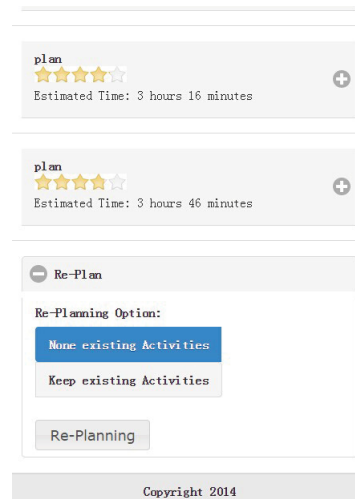 plan
Estimated Time: 3 hours 16 minutes
plan
Estimated Time: 3 hours 46 minutes
Re-Plan
Re-Planning Option:
None existing Activities
Keep existing Activities
Re-Planning
Copyright 2014